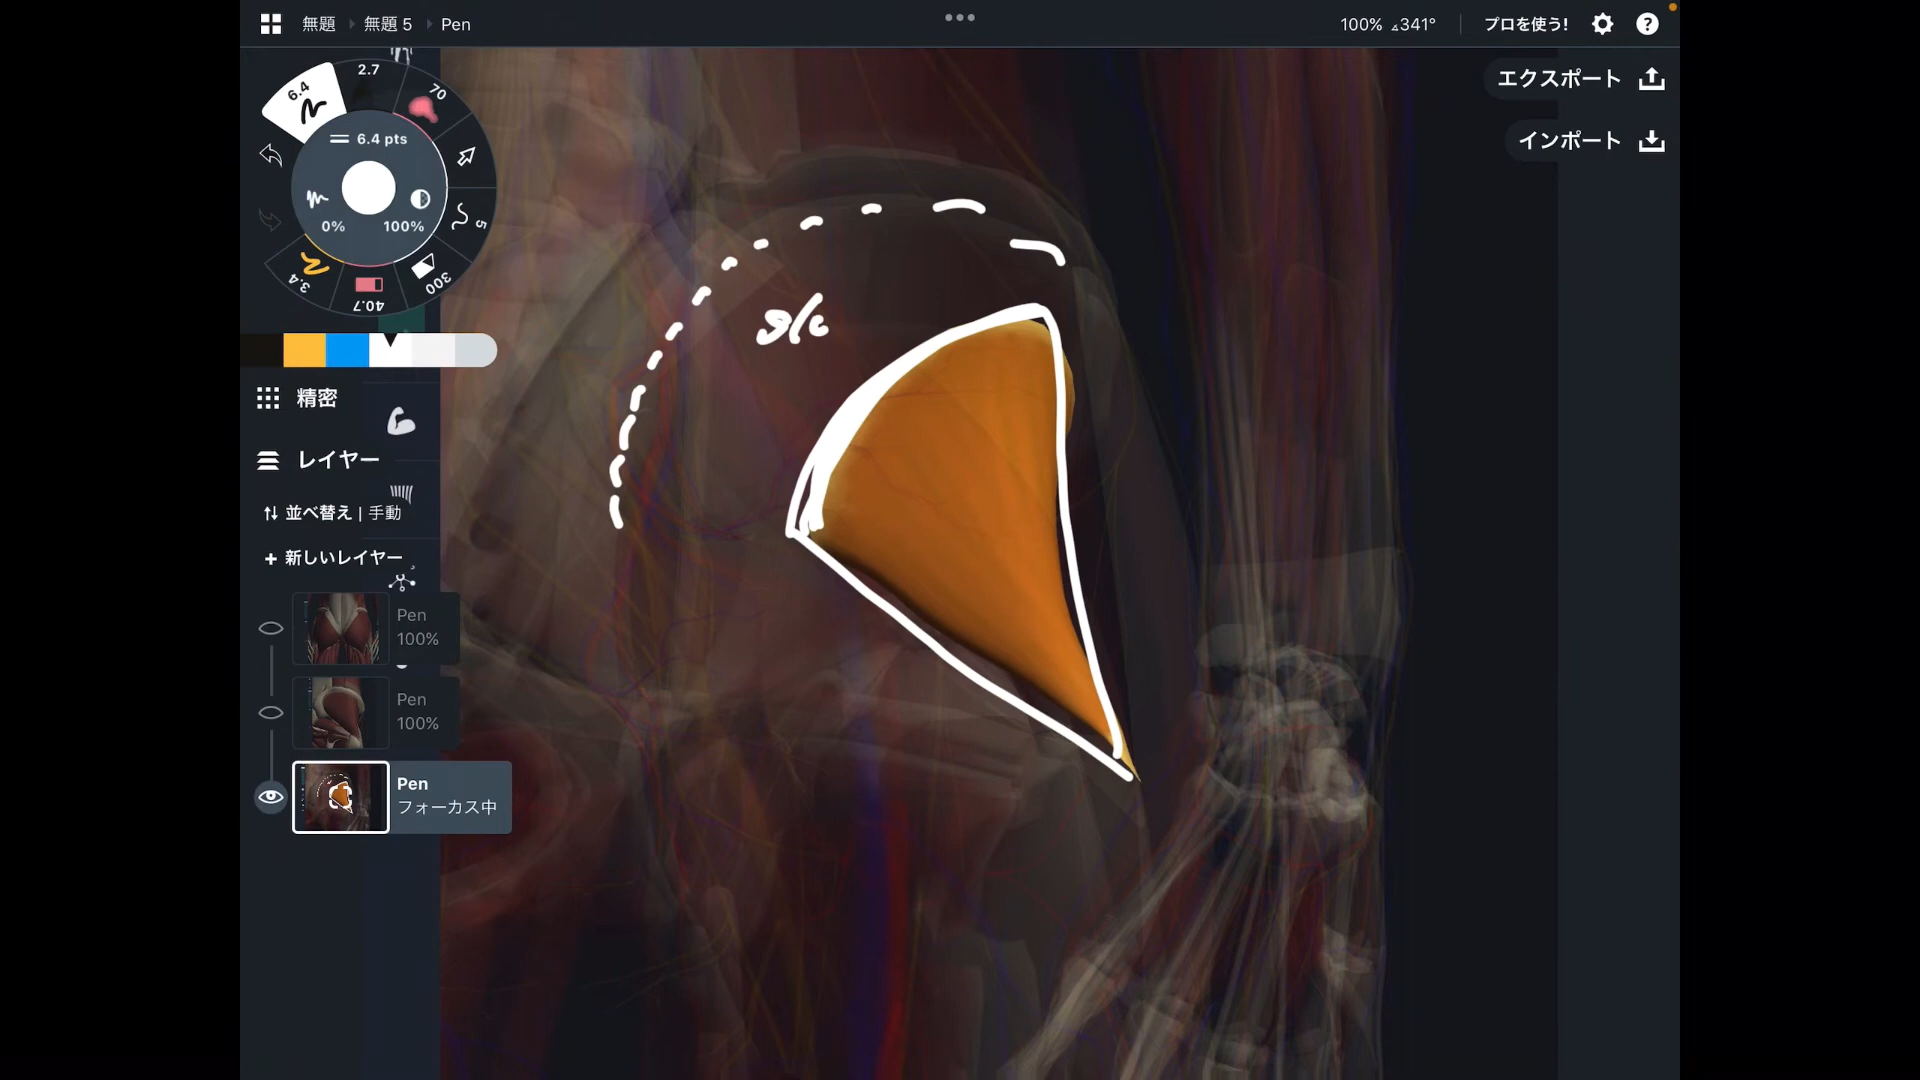 無題 無題 5 Pen
100% 341°
プロを使う!
エクスポート
インポート
2.7
6.4
70
6.4 pts
0% 100%
5
3.4
40.7
300
精密
レイヤー
並べ替え | 手動
+ 新しいレイヤー
Pen
100%
Pen
100%
Pen
フォーカス中